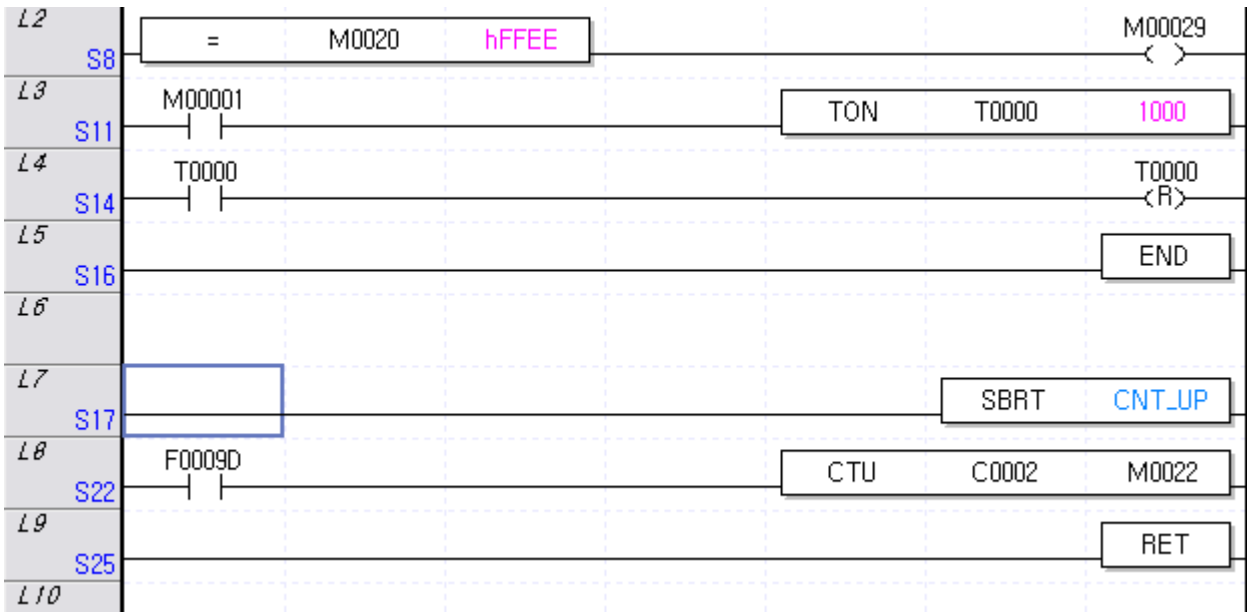 L2
S8
= M0020 hFFEE
M00029
L3
S11
M00001
TON T0000 1000
L4
S14
T0000
T0000
R
L5
S16
END
L6
L7
S17
SBRT CNT_UP
L8
S22
F0009D
CTU C0002 M0022
L9
S25
RET
L10